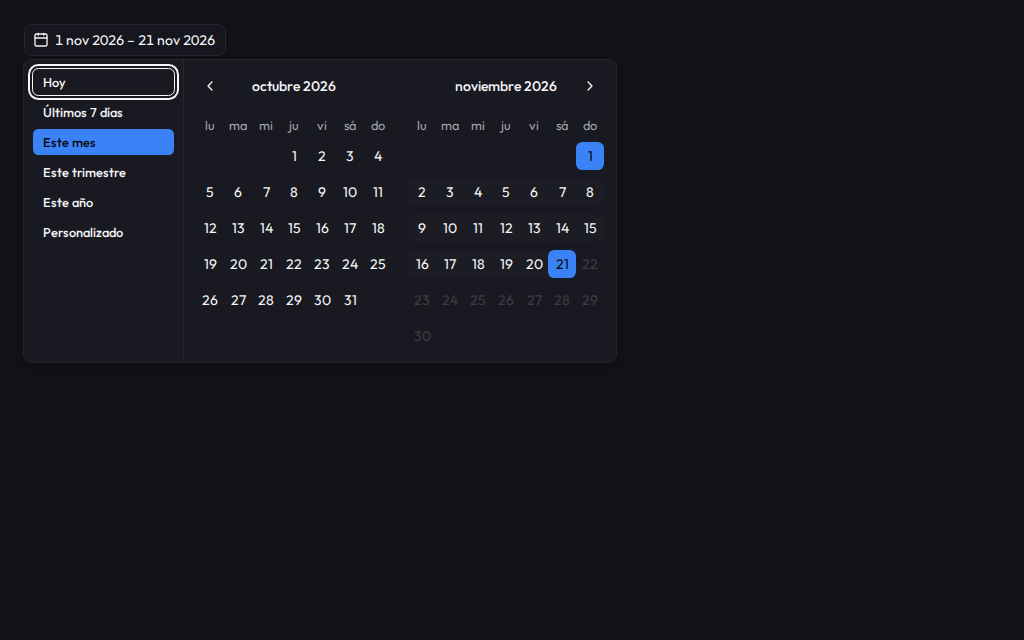 1 nov 2026 – 21 nov 2026
Hoy
Últimos 7 días
Este mes
Este trimestre
Este año
Personalizado
octubre 2026
lu ma mi ju vi sá do
1 2 3 4
5 6 7 8 9 10 11
12 13 14 15 16 17 18
19 20 21 22 23 24 25
26 27 28 29 30 31
noviembre 2026
lu ma mi ju vi sá do
1
2 3 4 5 6 7 8
9 10 11 12 13 14 15
16 17 18 19 20 21 22
23 24 25 26 27 28 29
30